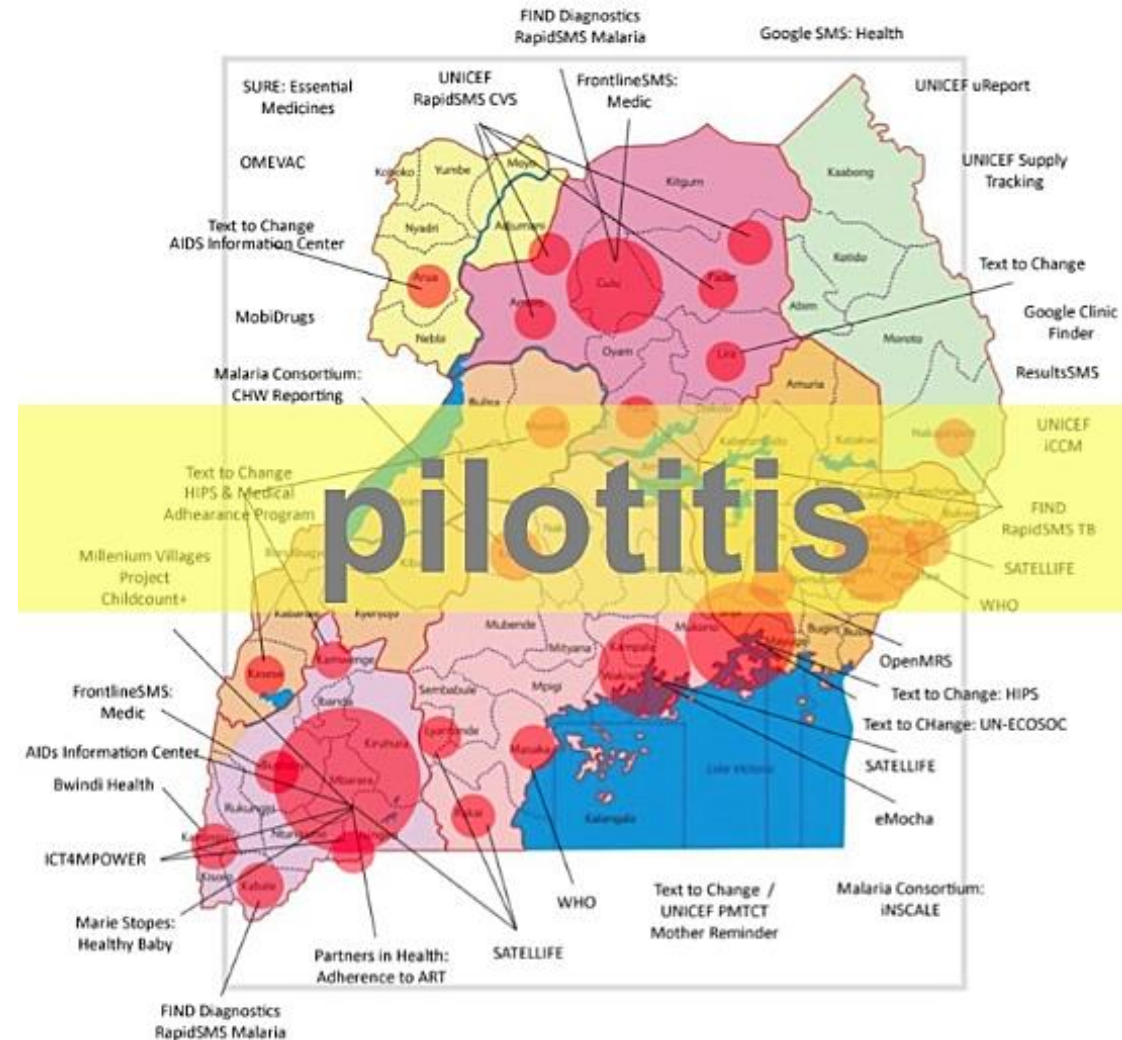 FIND Diagnostics
RapidSMS Malaria
Google SMS: Health
SURE: Essential
Medicines
UNICEF
RapidSMS CVS
FrontlineSMS:
Medic
UNICEF uReport
OMEVAC
UNICEF Supply
Tracking
Text to Change
AIDS Information Center
Text to Change
MobiDrugs
Google Clinic
Finder
Malaria Consortium:
CHW Reporting
ResultsSMS
UNICEF
iCCM
Text to Change
HIPS & Medical
Adhearance Program
FIND
RapidSMS TB
pilotitis
Millenium Villages
Project
Childcount+
SATELLIFE
WHO
OpenMRS
Text to Change: HIPS
Text to CHange: UN-ECOSOC
SATELLIFE
eMocha
FrontlineSMS:
Medic
AIDs Information Center
Bwindi Health
ICT4MPOWER
Marie Stopes:
Healthy Baby
Partners in Health:
Adherence to ART
SATELLIFE
WHO
Text to Change /
UNICEF PMTCT
Mother Reminder
Malaria Consortium:
iNSCALE
FIND Diagnostics
RapidSMS Malaria
Koboko
Yumbe
Moyo
Adjumani
Nyadri
Arua
Nebbi
Kitgum
Kaabong
Kotido
Abim
Moroto
Gulu
Pader
Amuru
Oyam
Lira
Amuria
Buliisa
Mubende
Mityana
Mpigi
Kampala
Wakiso
Mukono
Mayuge
Bugiri
Sembabule
Lyantonde
Masaka
Rakai
Kalangala
Lake Victoria
Kasese
Kamwenge
Ibanda
Kiruhura
Mbarara
Rukungiri
Ntungamo
Kisoro
Kabale